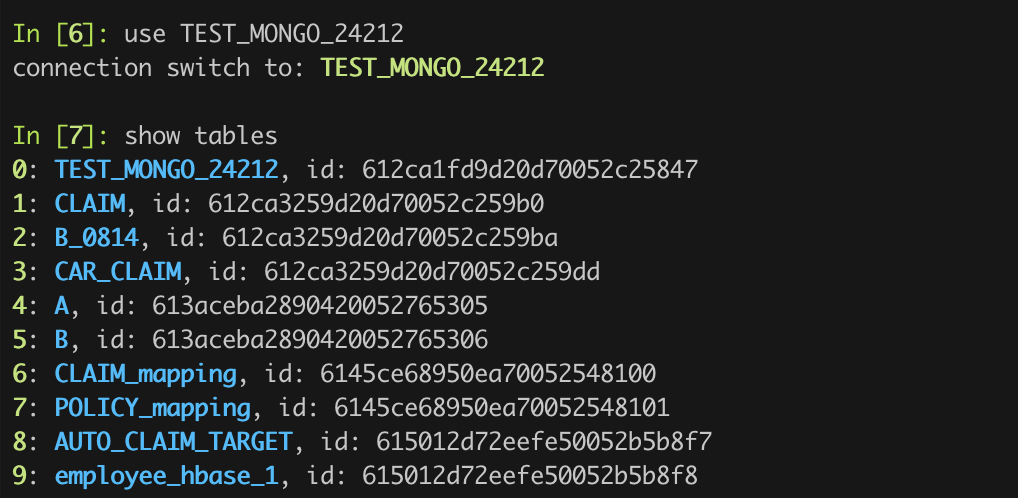 In [6]: use TEST_MONGO_24212
connection switch to: TEST_MONGO_24212
In [7]: show tables
0: TEST_MONGO_24212, id: 612ca1fd9d20d70052c25847
1: CLAIM, id: 612ca3259d20d70052c259b0
2: B_0814, id: 612ca3259d20d70052c259ba
3: CAR_CLAIM, id: 612ca3259d20d70052c259dd
4: A, id: 613aceba2890420052765305
5: B, id: 613aceba2890420052765306
6: CLAIM_mapping, id: 6145ce68950ea70052548100
7: POLICY_mapping, id: 6145ce68950ea70052548101
8: AUTO_CLAIM_TARGET, id: 615012d72eefe50052b5b8f7
9: employee_hbase_1, id: 615012d72eefe50052b5b8f8